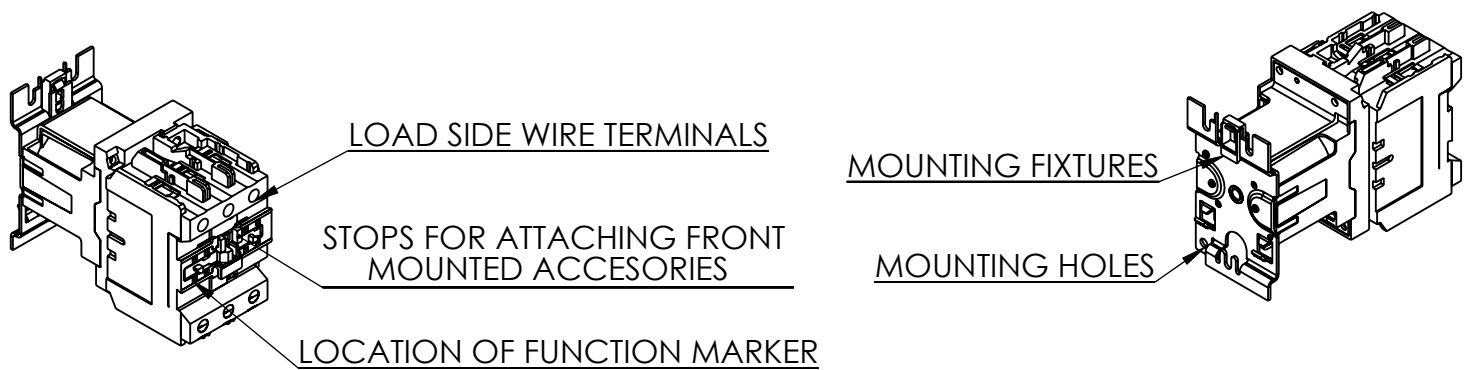 LOAD SIDE WIRE TERMINALS
STOPS FOR ATTACHING FRONT
MOUNTED ACCESORIES
LOCATION OF FUNCTION MARKER
MOUNTING FIXTURES
MOUNTING HOLES